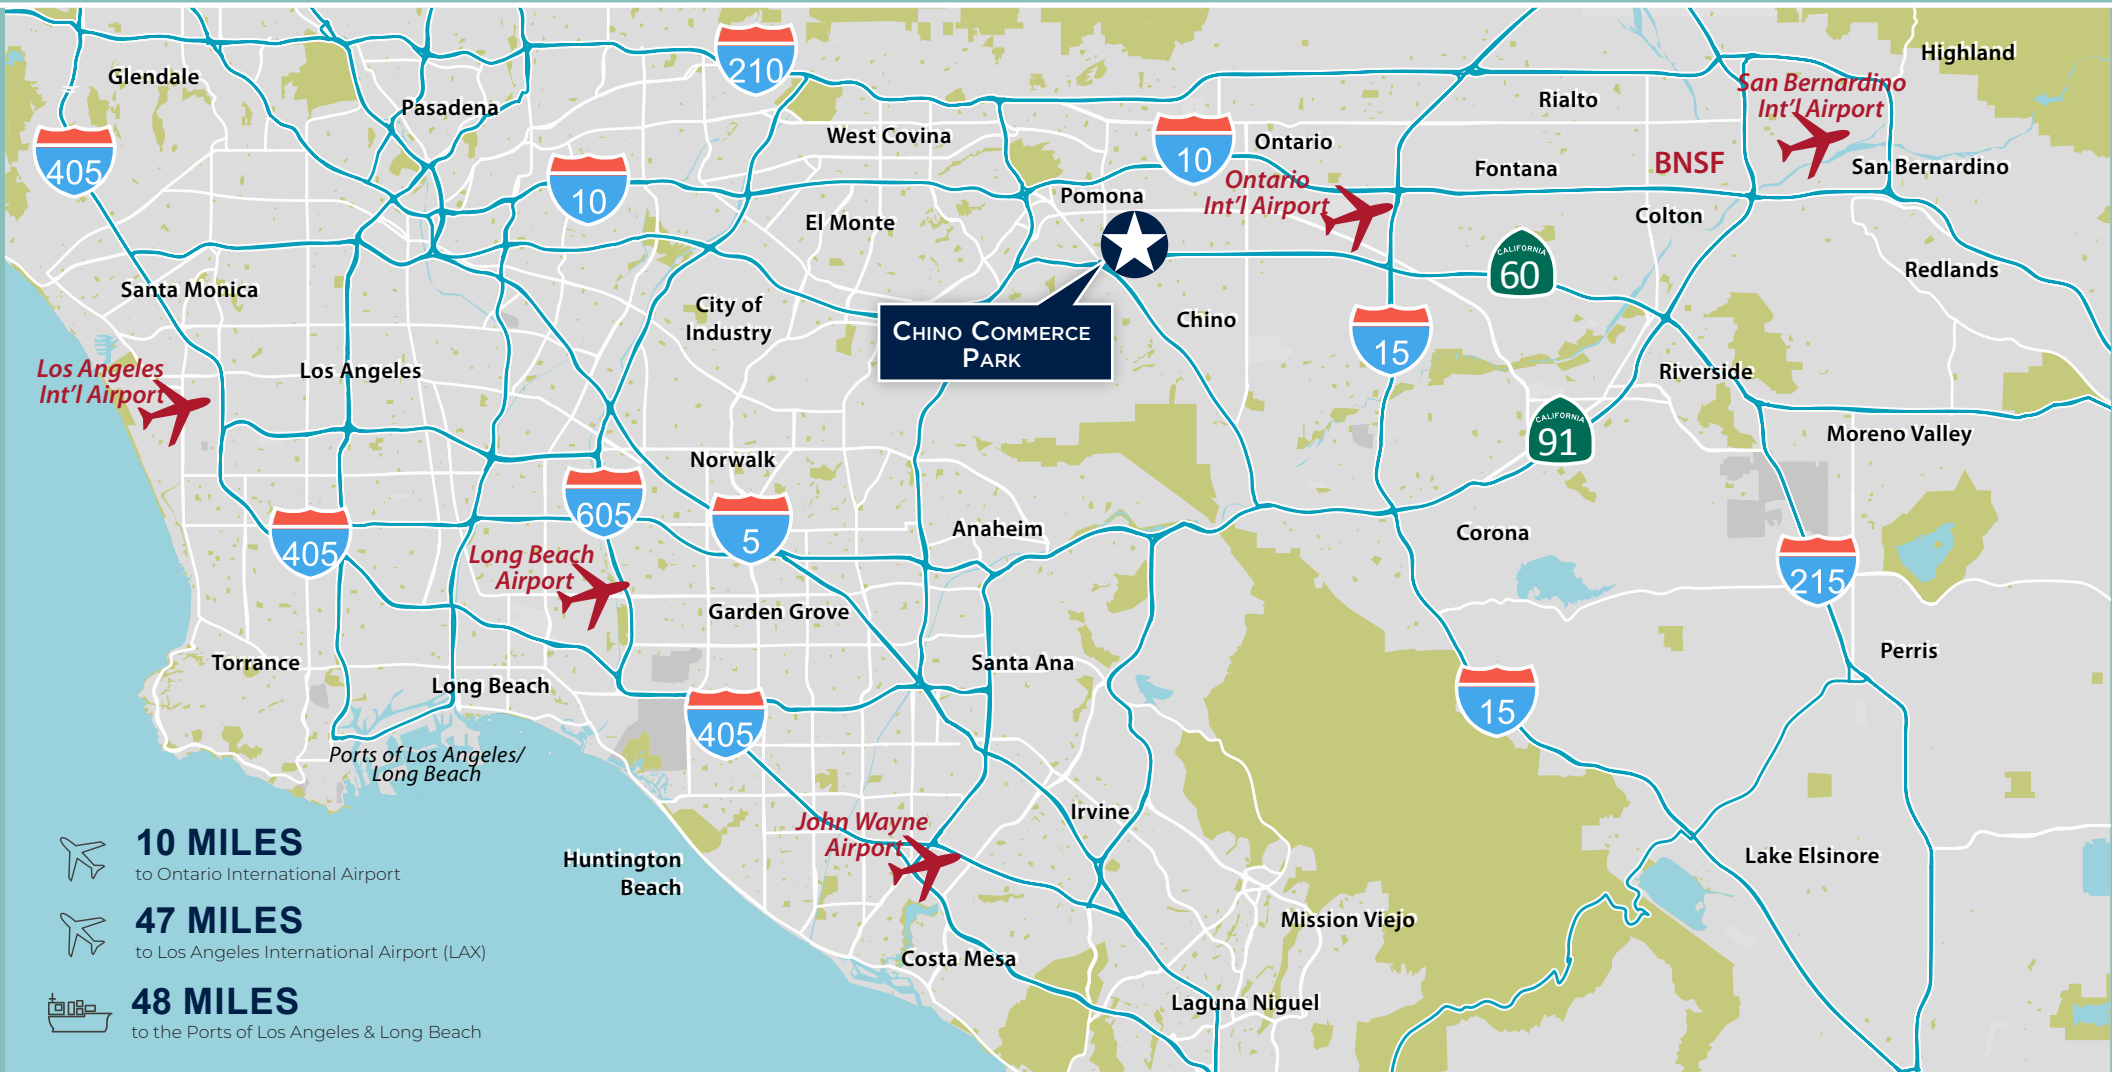 Highland
Glendale
210
San Bernardino
Int'l Airport
Rialto
Pasadena
West Covina
10
Ontario
405
Fontana
BNSF
San Bernardino
10
Pomona
Ontario
Int'l Airport
El Monte
Colton
CALIFORNIA
60
Redlands
Santa Monica
City of
Industry
Chino Commerce
Park
Chino
15
Los Angeles
Int'l Airport
Los Angeles
Riverside
CALIFORNIA
91
Moreno Valley
Norwalk
605
5
Anaheim
Corona
405
Long Beach
Airport
215
Garden Grove
Torrance
Santa Ana
Perris
Long Beach
405
15
Ports of Los Angeles/
Long Beach
John Wayne
Airport
Irvine
Huntington
Beach
Lake Elsinore
Mission Viejo
Costa Mesa
Laguna Niguel
10 MILES
to Ontario International Airport
47 MILES
to Los Angeles International Airport (LAX)
48 MILES
to the Ports of Los Angeles & Long Beach